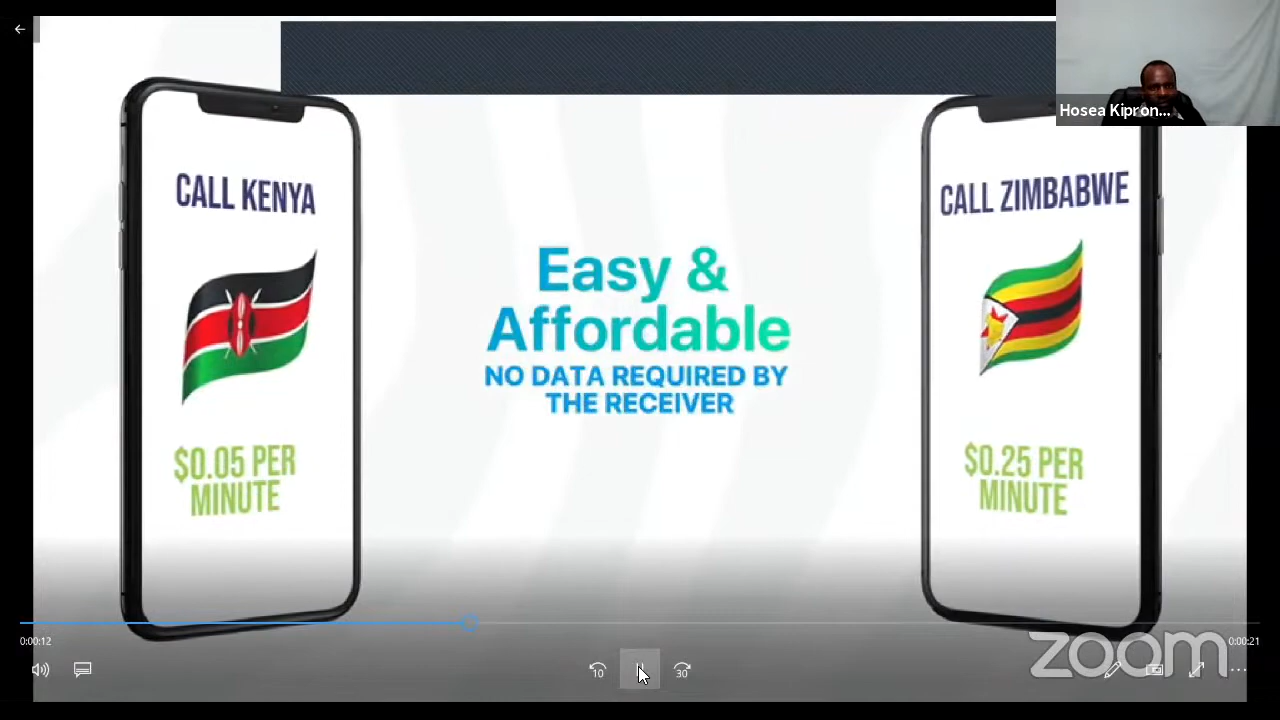 Hosea Kipron...
CALL KENYA
$0.05 PER
MINUTE
Easy &
Affordable
NO DATA REQUIRED BY
THE RECEIVER
CALL ZIMBABWE
$0.25 PER
MINUTE
0:00:12
0:00:21
10
30
zoom